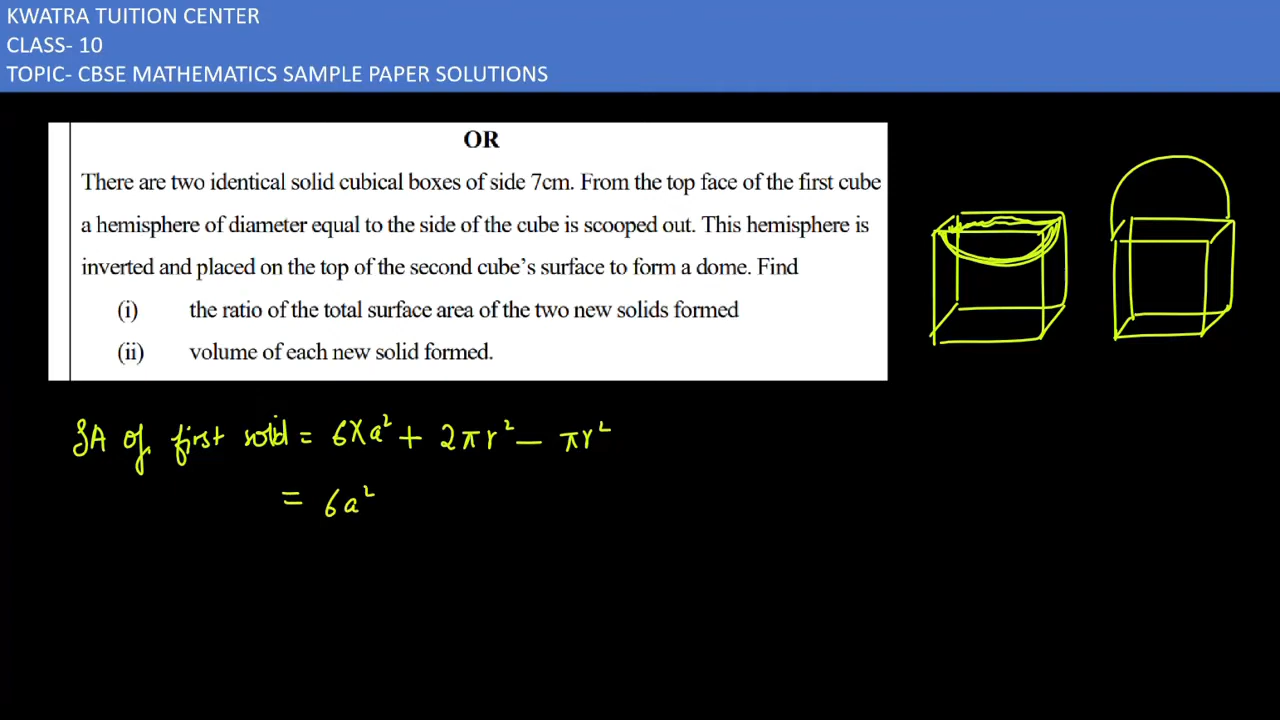 KWATRA TUITION CENTER
CLASS- 10
TOPIC- CBSE MATHEMATICS SAMPLE PAPER SOLUTIONS
OR
There are two identical solid cubical boxes of side 7cm. From the top face of the first cube
a hemisphere of diameter equal to the side of the cube is scooped out. This hemisphere is
inverted and placed on the top of the second cube's surface to form a dome. Find
(i) the ratio of the total surface area of the two new solids formed
(ii) volume of each new solid formed.
SA of first solid = 6Xa² + 2πr² − πr²
= 6a²